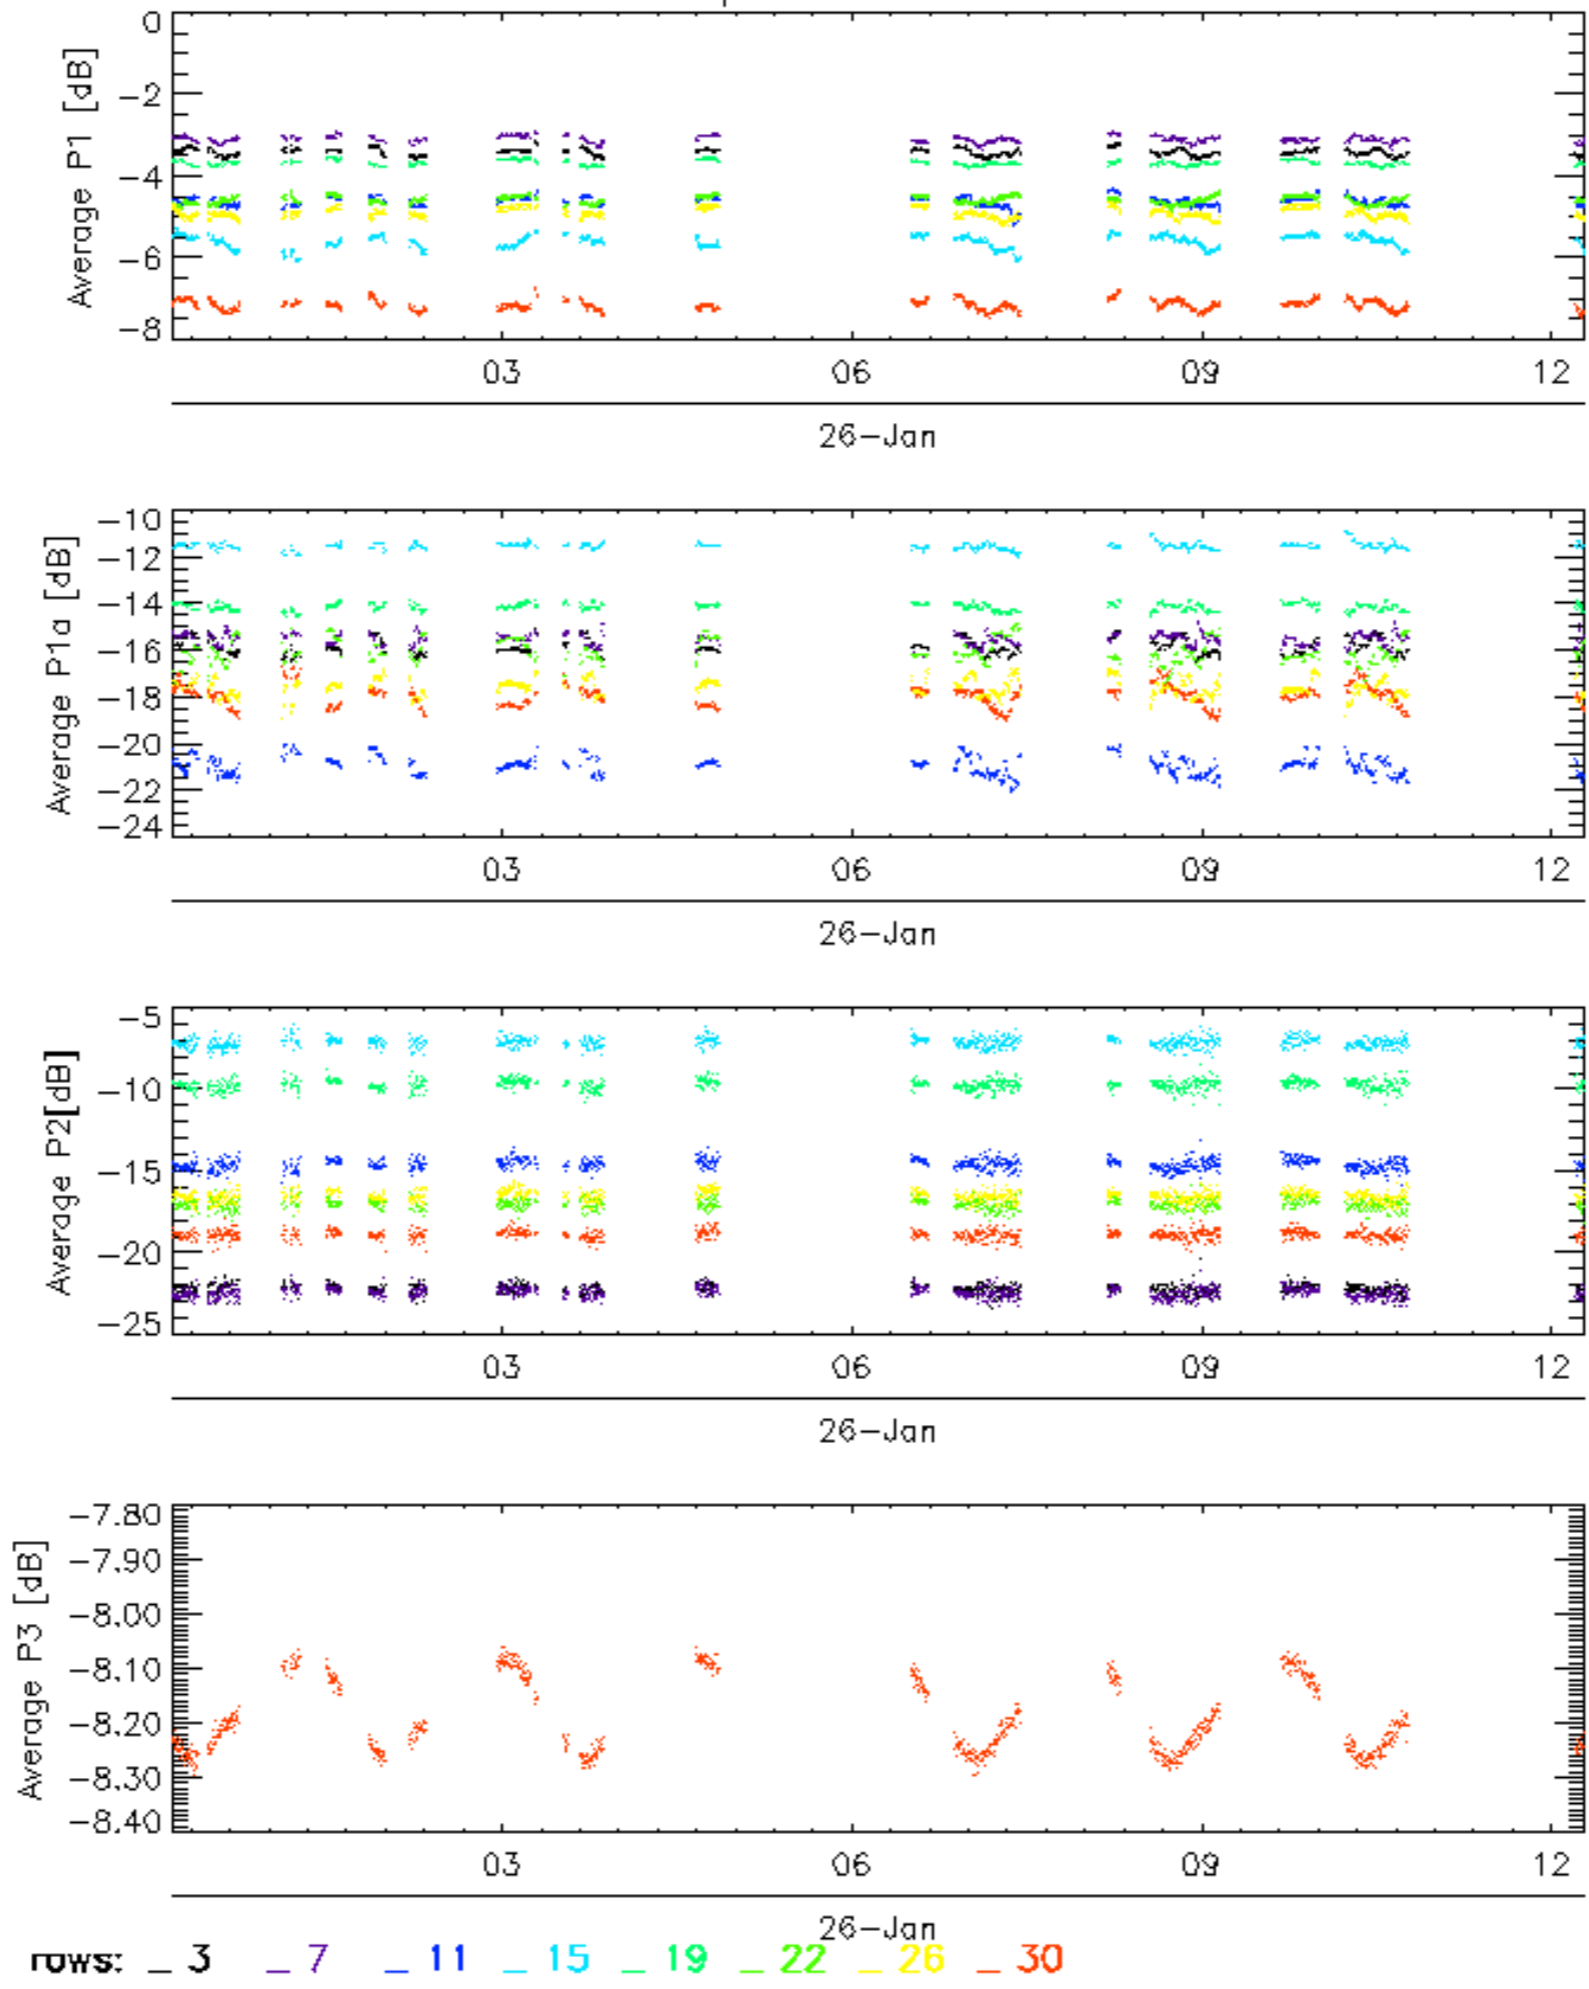 Average P1 [dB]
0
-2
-4
-6
-8
03 06 09 12
26-Jan
Average P1a [dB]
-10
-12
-14
-16
-18
-20
-22
-24
03 06 09 12
26-Jan
Average P2[dB]
-5
-10
-15
-20
-25
03 06 09 12
26-Jan
Average P3 [dB]
-7.80
-7.90
-8.00
-8.10
-8.20
-8.30
-8.40
03 06 09 12
26-Jan
rows: _ 3 _ 7 _ 11 _ 15 _ 19 _ 22 _ 26 _ 30